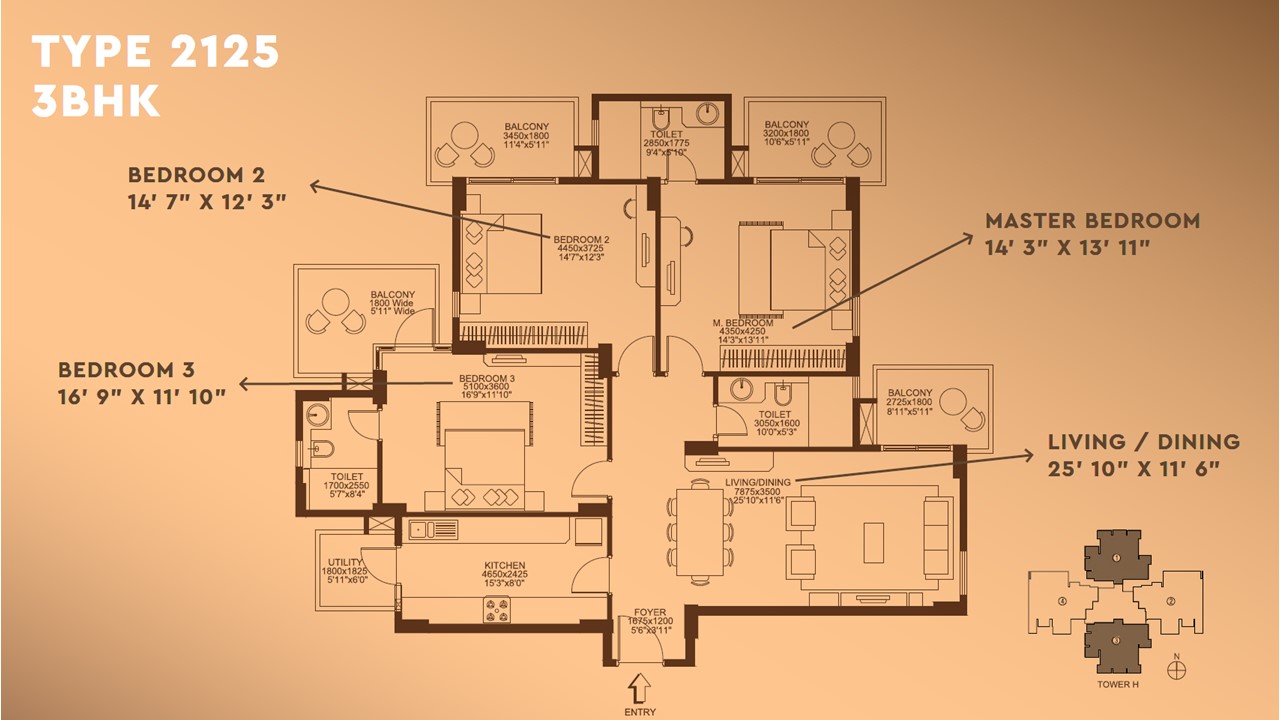 TYPE 2125
3BHK
BEDROOM 2
14' 7" X 12' 3"
BEDROOM 3
16' 9" X 11' 10"
MASTER BEDROOM
14' 3" X 13' 11"
LIVING / DINING
25' 10" X 11' 6"
BALCONY
3450x1800
11'4"x5'11"
TOILET
2850x1775
9'4"x5'10"
BALCONY
3200x1800
10'6"x5'11"
BEDROOM 2
4450x3725
14'7"x12'3"
BALCONY
1800 Wide
5'11" Wide
M. BEDROOM
4350x4250
14'3"x13'11"
BEDROOM 3
5100x3600
16'9"x11'10"
TOILET
3050x1600
10'0"x5'3"
BALCONY
2725x1800
8'11"x5'11"
TOILET
1700x2550
5'7"x8'4"
LIVING/DINING
7875x3500
25'10"x11'6"
UTILITY
1800x1825
5'11"x6'0"
KITCHEN
4650x2425
15'3"x8'0"
FOYER
1675x1200
5'6"x3'11"
ENTRY
1
4
2
3
N
TOWER H